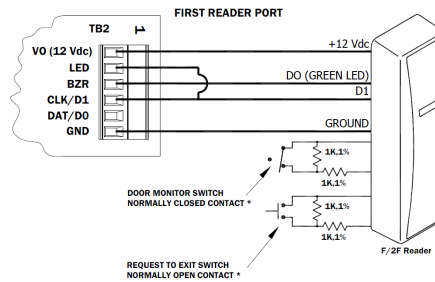 FIRST READER PORT
TB2
1
VO (12 Vdc)
LED
BZR
CLK/D1
DAT/D0
GND
+12 Vdc
DO (GREEN LED)
D1
GROUND
1K,1%
1K,1%
DOOR MONITOR SWITCH
NORMALLY CLOSED CONTACT *
1K,1%
1K,1%
F/2F Reader
REQUEST TO EXIT SWITCH
NORMALLY OPEN CONTACT *